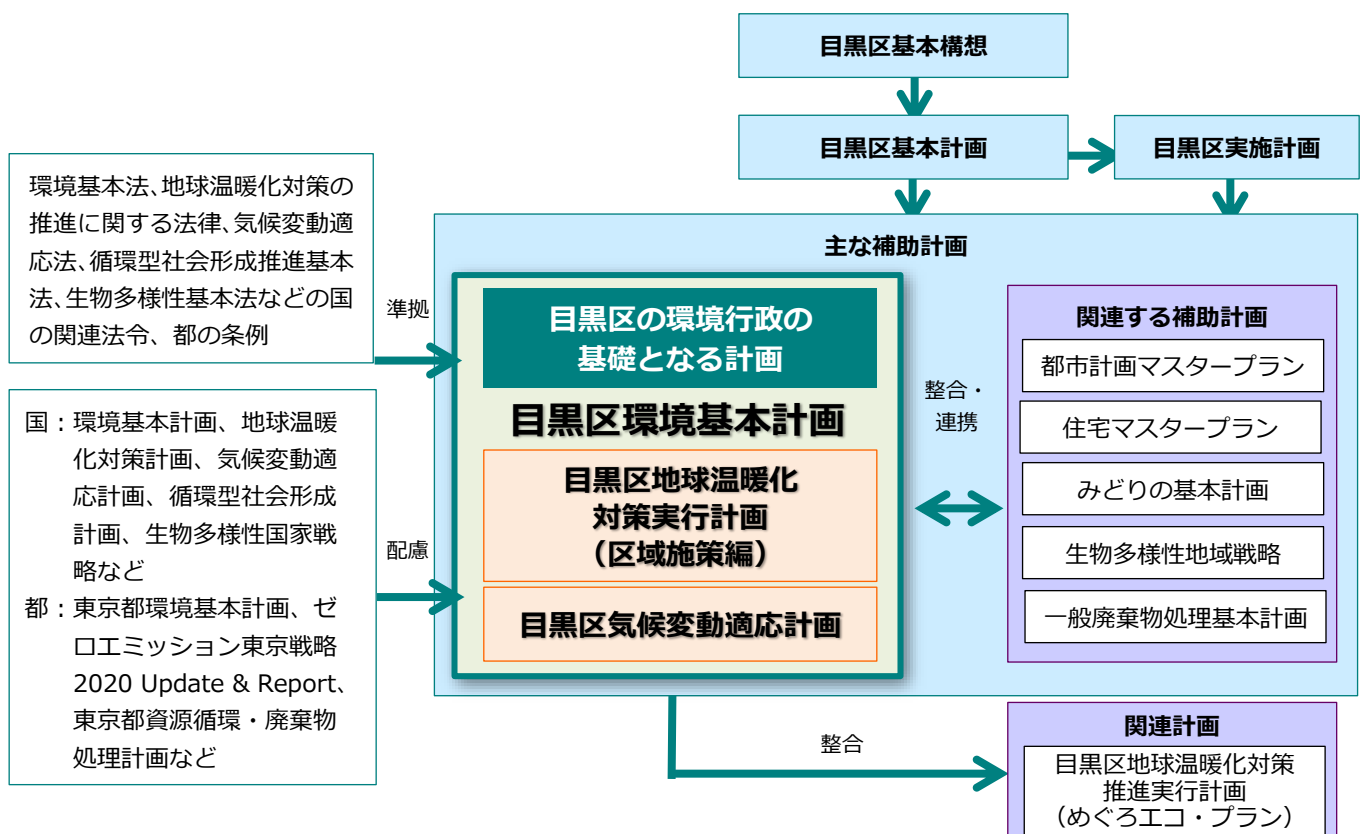 目黒区基本構想
目黒区基本計画
目黒区実施計画
環境基本法、地球温暖化対策の
推進に関する法律、気候変動適
応法、循環型社会形成推進基本
法、生物多様性基本法などの国
の関連法令、都の条例
準拠
国：環境基本計画、地球温暖
化対策計画、気候変動適
応計画、循環型社会形成
計画、生物多様性国家戦
略など
都：東京都環境基本計画、ゼ
ロエミッション東京戦略
2020 Update & Report、
東京都資源循環・廃棄物
処理計画など
配慮
主な補助計画
目黒区の環境行政の
基礎となる計画
目黒区環境基本計画
目黒区地球温暖化
対策実行計画
（区域施策編）
目黒区気候変動適応計画
整合・
連携
関連する補助計画
都市計画マスタープラン
住宅マスタープラン
みどりの基本計画
生物多様性地域戦略
一般廃棄物処理基本計画
整合
関連計画
目黒区地球温暖化対策
推進実行計画
（めぐろエコ・プラン）